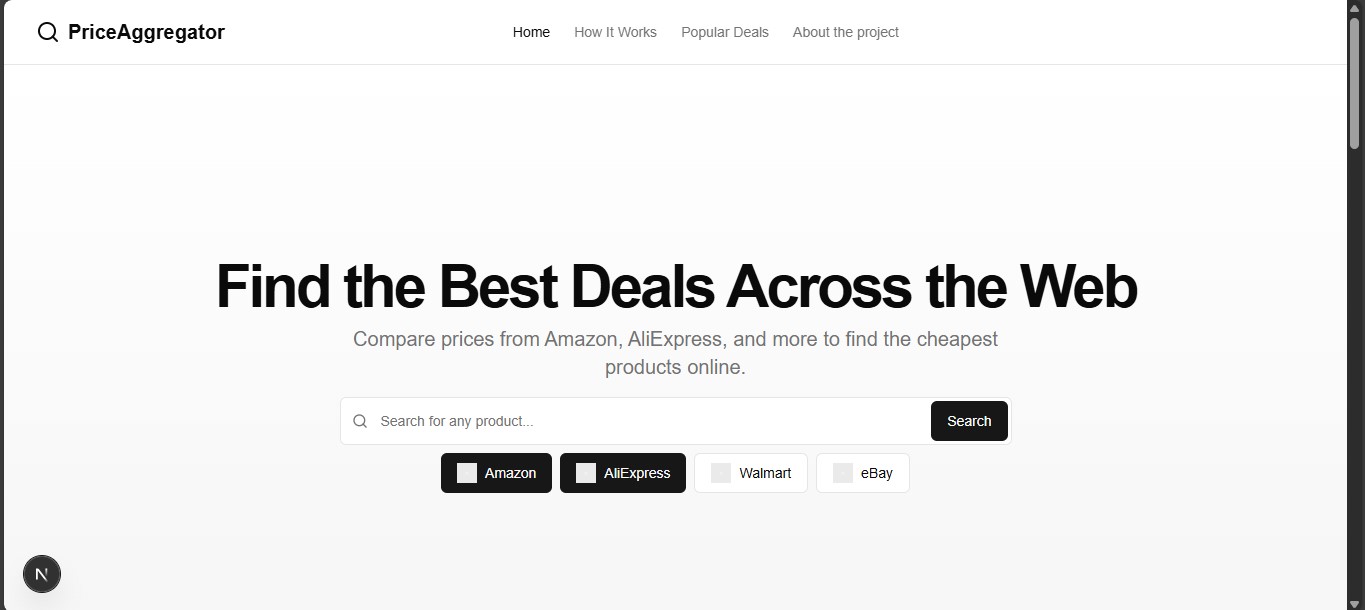 PriceAggregator
Home
How It Works
Popular Deals
About the project
Find the Best Deals Across the Web
Compare prices from Amazon, AliExpress, and more to find the cheapest
products online.
Search for any product...
Search
Amazon
AliExpress
Walmart
eBay
N